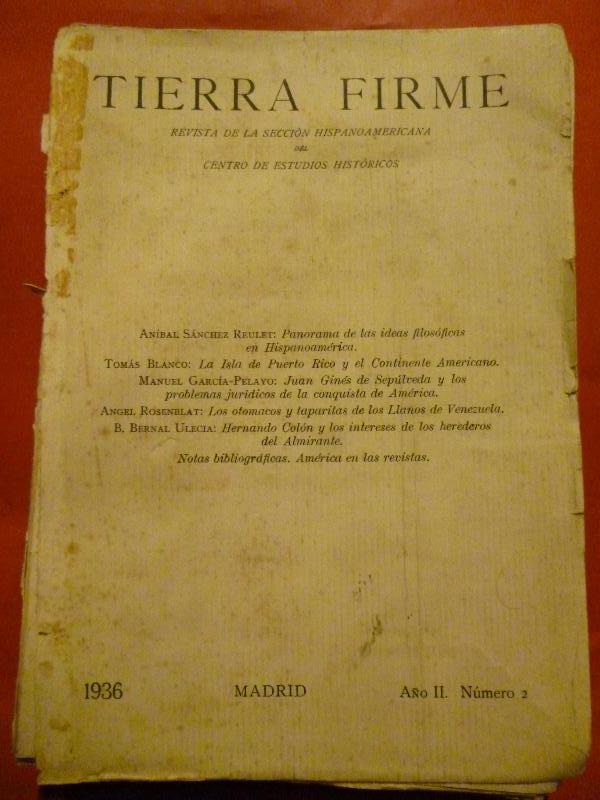 TIERRA FIRME
REVISTA DE LA SECCIÓN HISPANOAMERICANA
DEL
CENTRO DE ESTUDIOS HISTÓRICOS
ANÍBAL SÁNCHEZ REULET: Panorama de las ideas filosóficas
en Hispanoamérica.
TOMÁS BLANCO: La Isla de Puerto Rico y el Continente Americano.
MANUEL GARCÍA-PELAYO: Juan Ginés de Sepúlveda y los
problemas jurídicos de la conquista de América.
ANGEL ROSENBLAT: Los otomacos y taparitas de los Llanos de Venezuela.
B. BERNAL ULECIA: Hernando Colón y los intereses de los herederos
del Almirante.
Notas bibliográficas. América en las revistas.
1936 MADRID Año II. Número 2